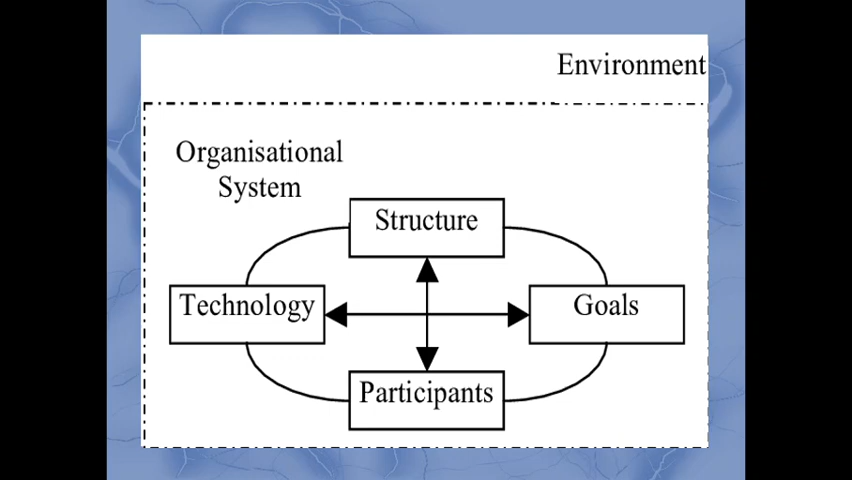 Environment
Organisational
System
Structure
Technology
Goals
Participants